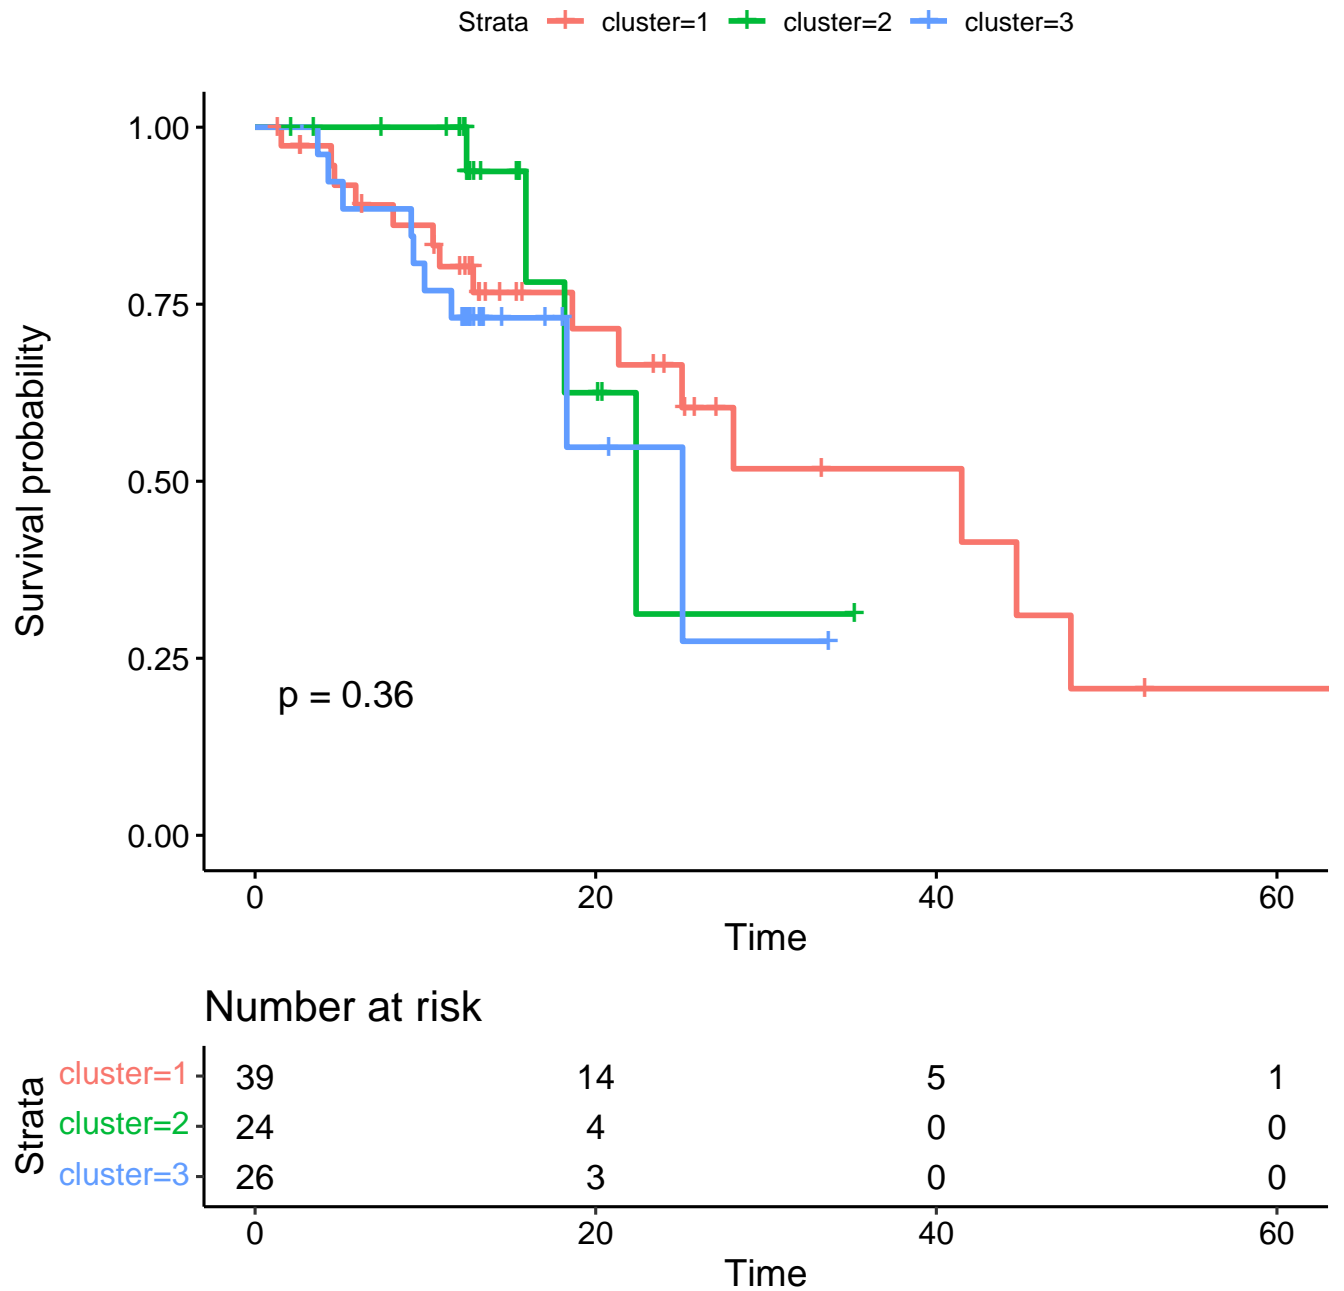 Strata cluster=1 cluster=2 cluster=3
Survival probability
1.00
0.75
0.50
0.25
0.00
p = 0.36
0 20 40 60
Time
Number at risk
Strata
cluster=1 39 14 5 1
cluster=2 24 4 0 0
cluster=3 26 3 0 0
0 20 40 60
Time